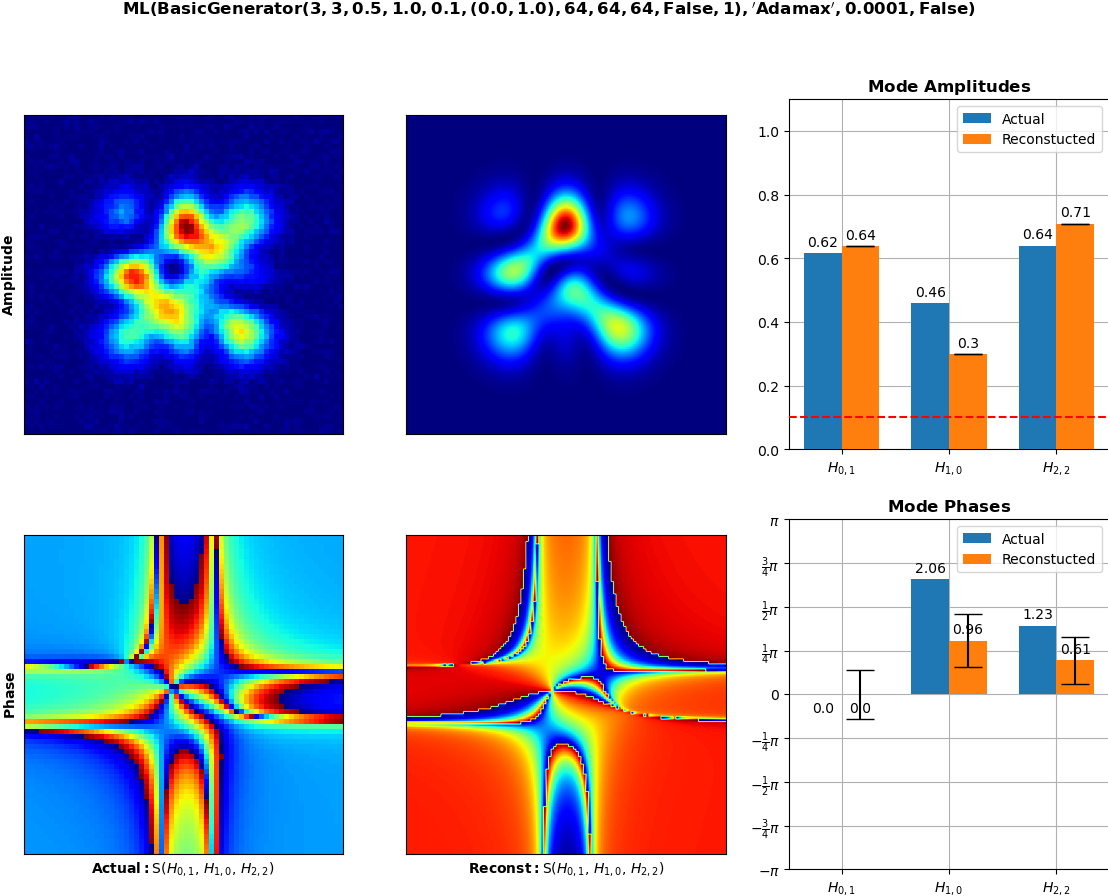 ML(BasicGenerator(3, 3, 0.5, 1.0, 0.1, (0.0, 1.0), 64, 64, 64, False, 1), ′Adamax′, 0.0001, False)
Amplitude
Mode Amplitudes
Actual
Reconstucted
1.0
0.8
0.6
0.4
0.2
0.0
0.62
0.64
0.46
0.3
0.64
0.71
H0, 1
H1, 0
H2, 2
Phase
Actual: S(H0, 1, H1, 0, H2, 2)
Reconst: S(H0, 1, H1, 0, H2, 2)
Mode Phases
Actual
Reconstucted
π
3/4π
1/2π
1/4π
0
−1/4π
−1/2π
−3/4π
−π
0.0
0.0
2.06
0.96
1.23
0.61
H0, 1
H1, 0
H2, 2